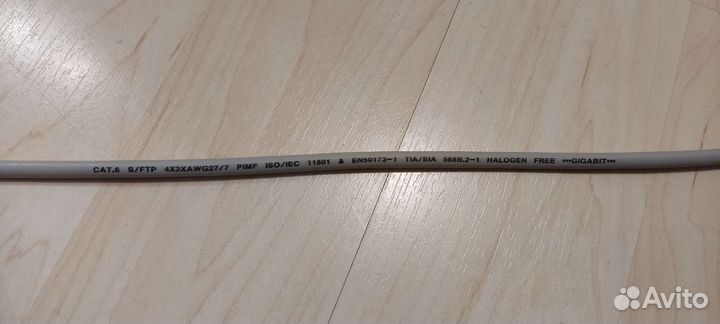 CAT.6 S/FTP 4X2XAWG27/7 PIMF ISO/IEC 11801 & EN50173-1 TIA/EIA 568B.2-1 HALOGEN FREE ***GIGABIT***
Avito